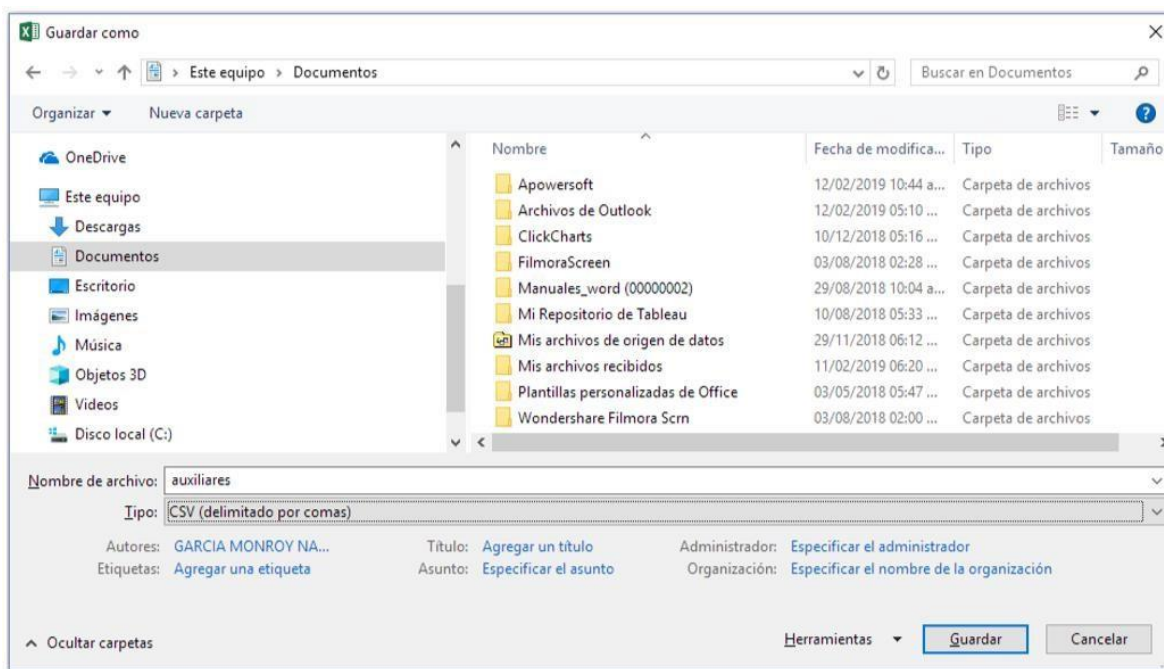 Guardar como
Este equipo > Documentos
Buscar en Documentos
Organizar
Nueva carpeta
OneDrive
Este equipo
Descargas
Documentos
Escritorio
Imágenes
Música
Objetos 3D
Videos
Disco local (C:)
Nombre Fecha de modifica... Tipo Tamaño
Apowersoft 12/02/2019 10:44 a... Carpeta de archivos
Archivos de Outlook 12/02/2019 05:10 ... Carpeta de archivos
ClickCharts 10/12/2018 05:16 ... Carpeta de archivos
FilmoraScreen 03/08/2018 02:28 ... Carpeta de archivos
Manuales_word (00000002) 29/08/2018 10:04 a... Carpeta de archivos
Mi Repositorio de Tableau 10/08/2018 05:33 ... Carpeta de archivos
Mis archivos de origen de datos 29/11/2018 06:12 ... Carpeta de archivos
Mis archivos recibidos 11/02/2019 06:20 ... Carpeta de archivos
Plantillas personalizadas de Office 03/05/2018 05:47 ... Carpeta de archivos
Wondershare Filmora Scrn 03/08/2018 02:00 ... Carpeta de archivos
Nombre de archivo: auxiliares
Tipo: CSV (delimitado por comas)
Autores: GARCIA MONROY NA... Título: Agregar un título Administrador: Especificar el administrador
Etiquetas: Agregar una etiqueta Asunto: Especificar el asunto Organización: Especificar el nombre de la organización
Ocultar carpetas Herramientas Guardar Cancelar